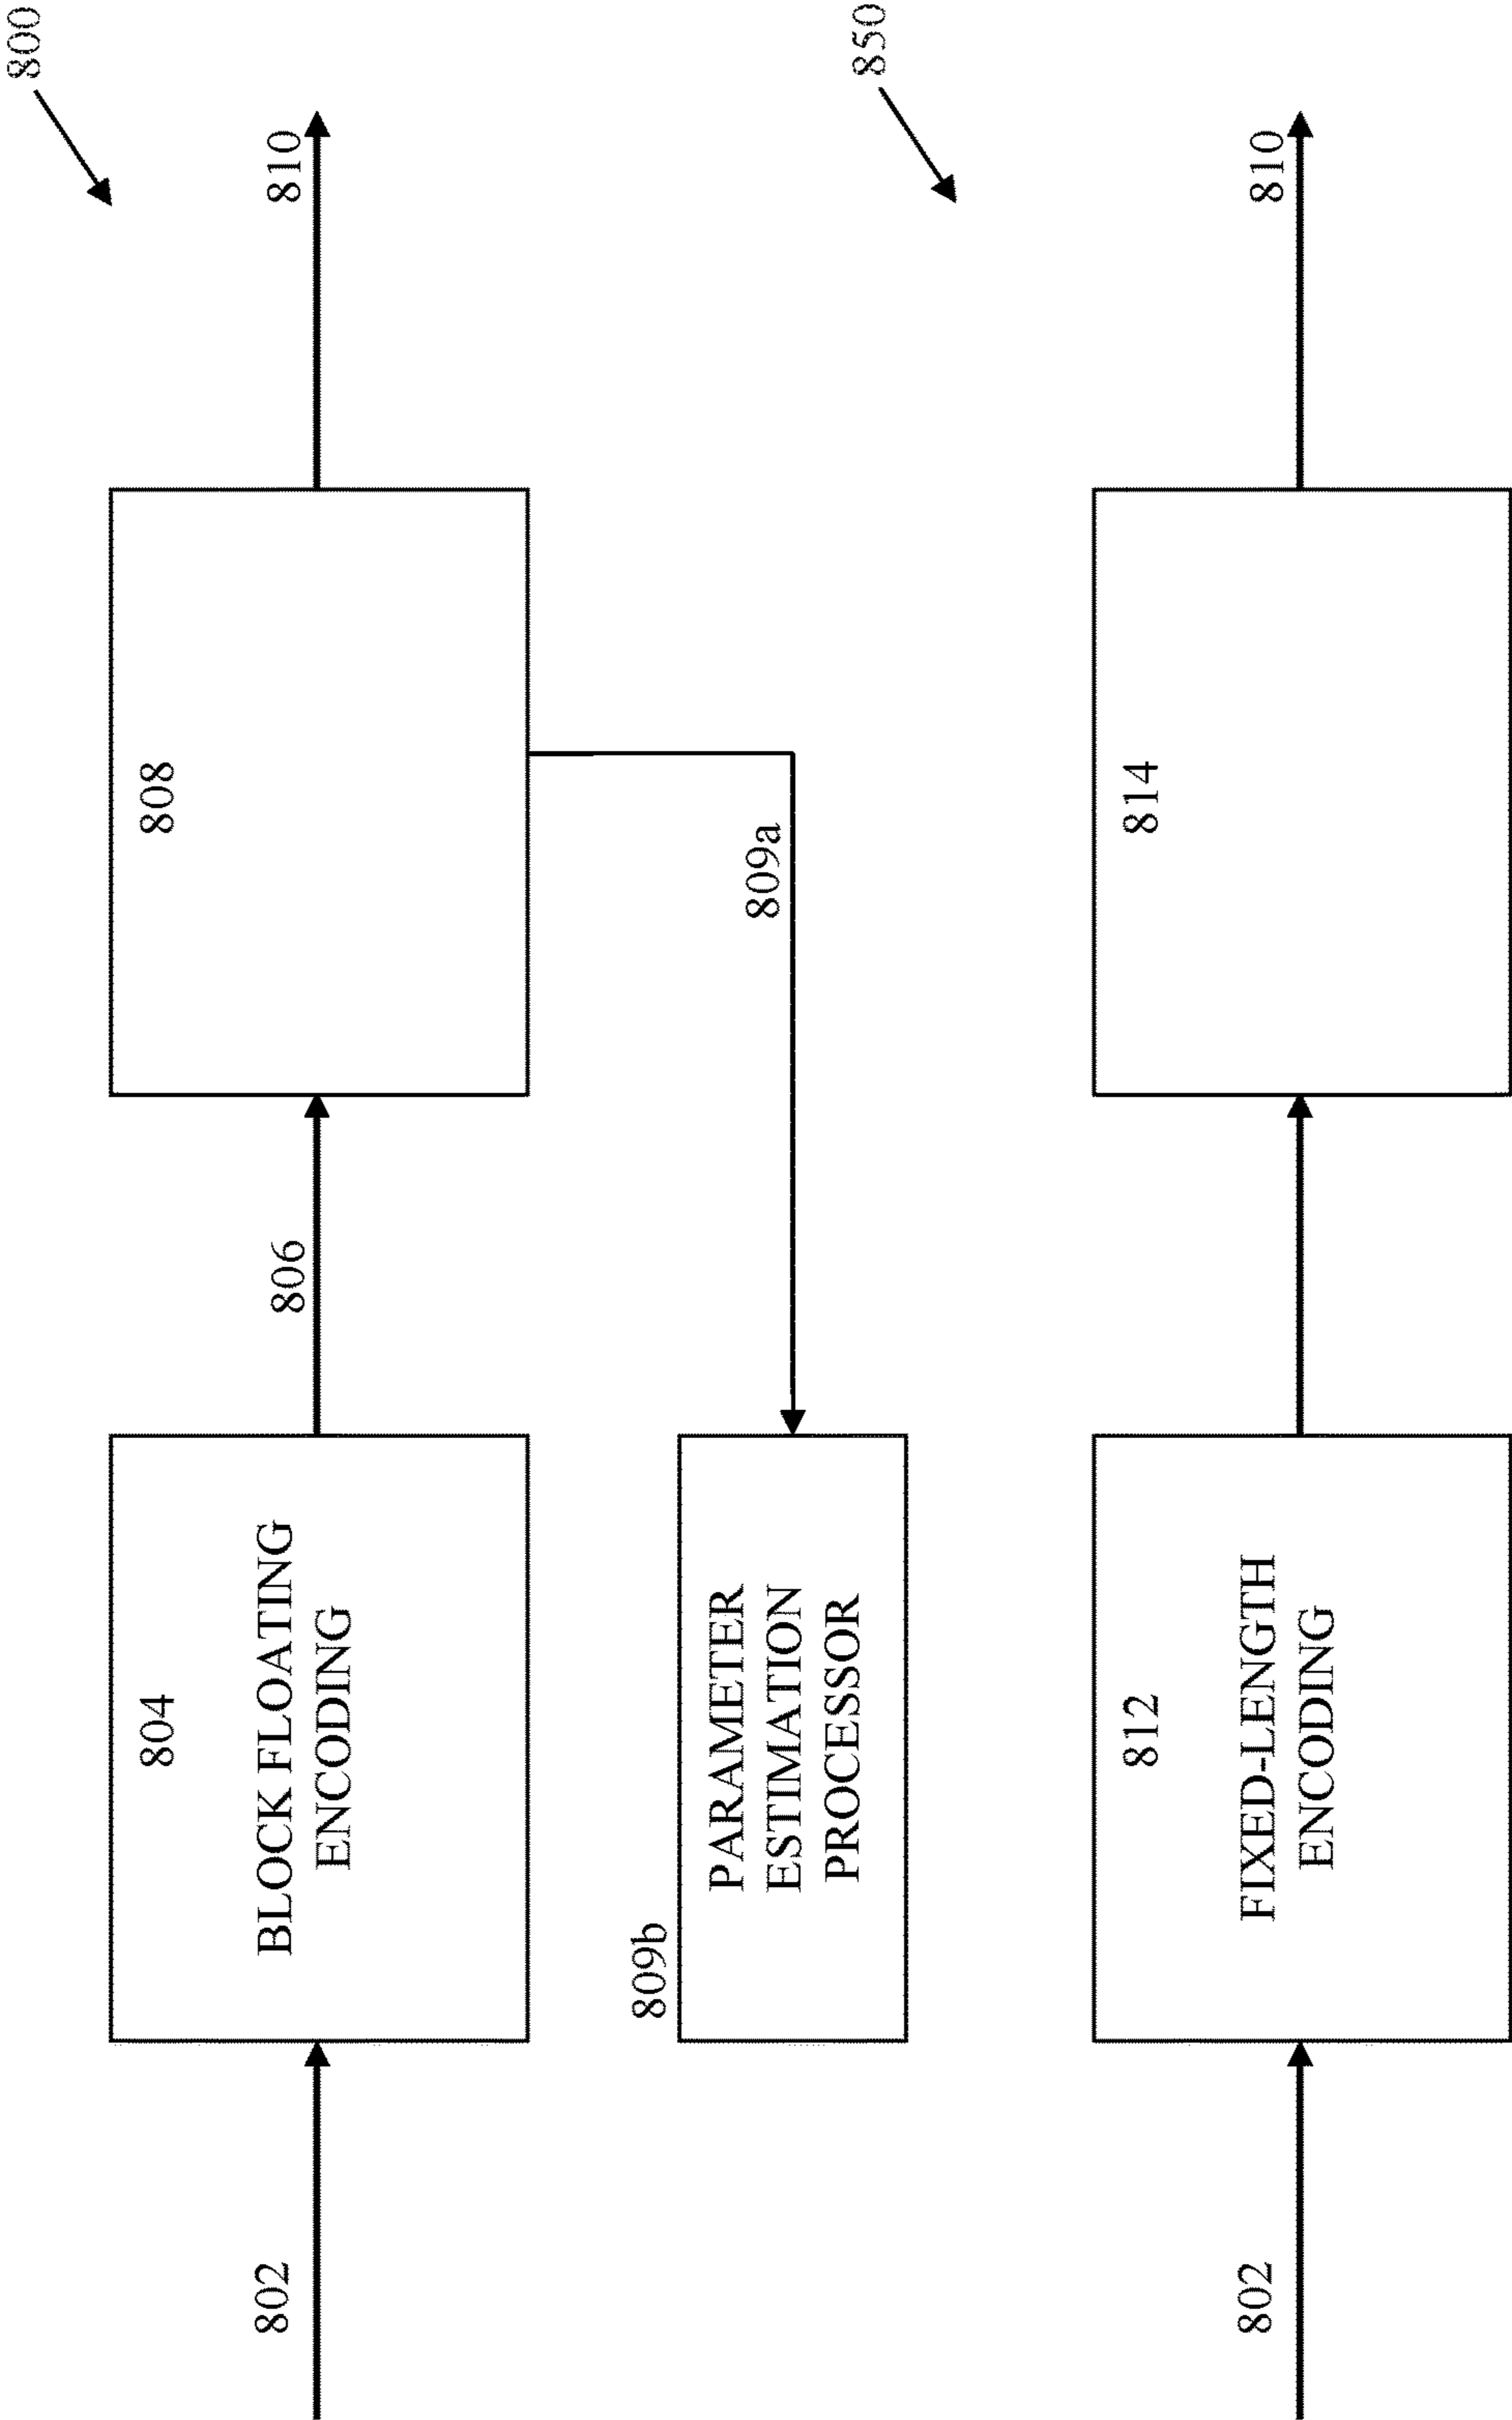 800
802
804
BLOCK FLOATING
ENCODING
806
808
810
809b
PARAMETER
ESTIMATION
PROCESSOR
809a
850
802
812
FIXED-LENGTH
ENCODING
814
810